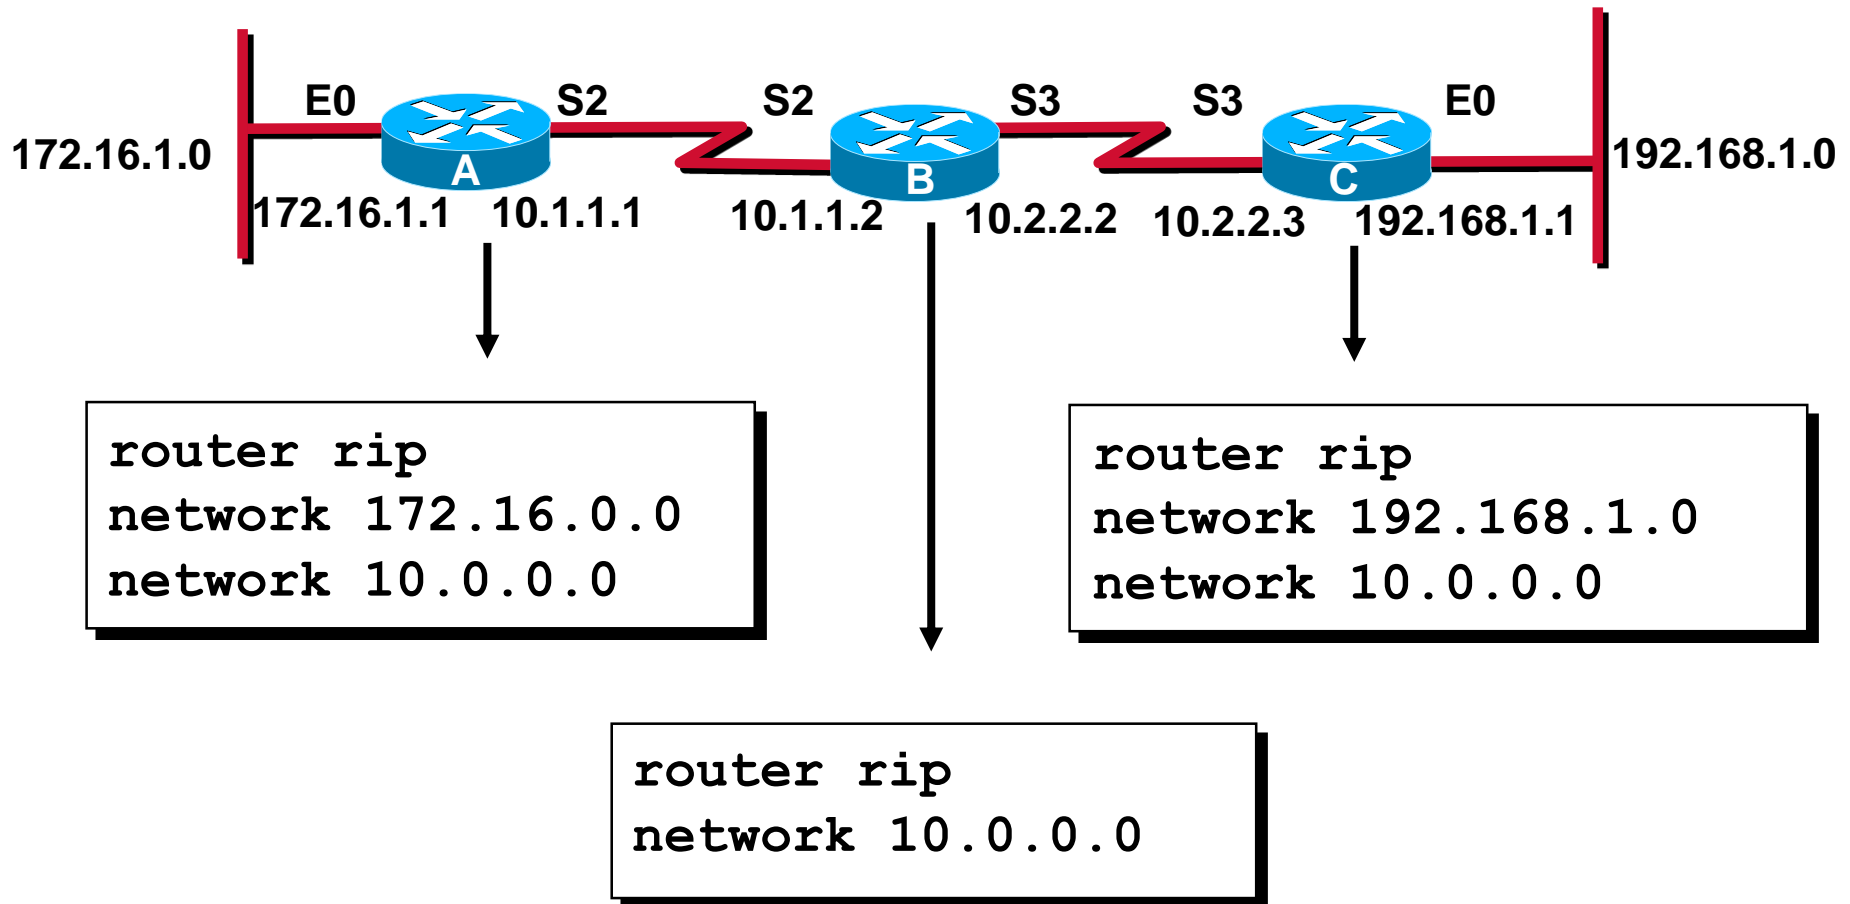 E0
S2
S2
S3
S3
E0
172.16.1.0
A
B
C
192.168.1.0
172.16.1.1
10.1.1.1
10.1.1.2
10.2.2.2
10.2.2.3
192.168.1.1
router rip
network 172.16.0.0
network 10.0.0.0
router rip
network 192.168.1.0
network 10.0.0.0
router rip
network 10.0.0.0